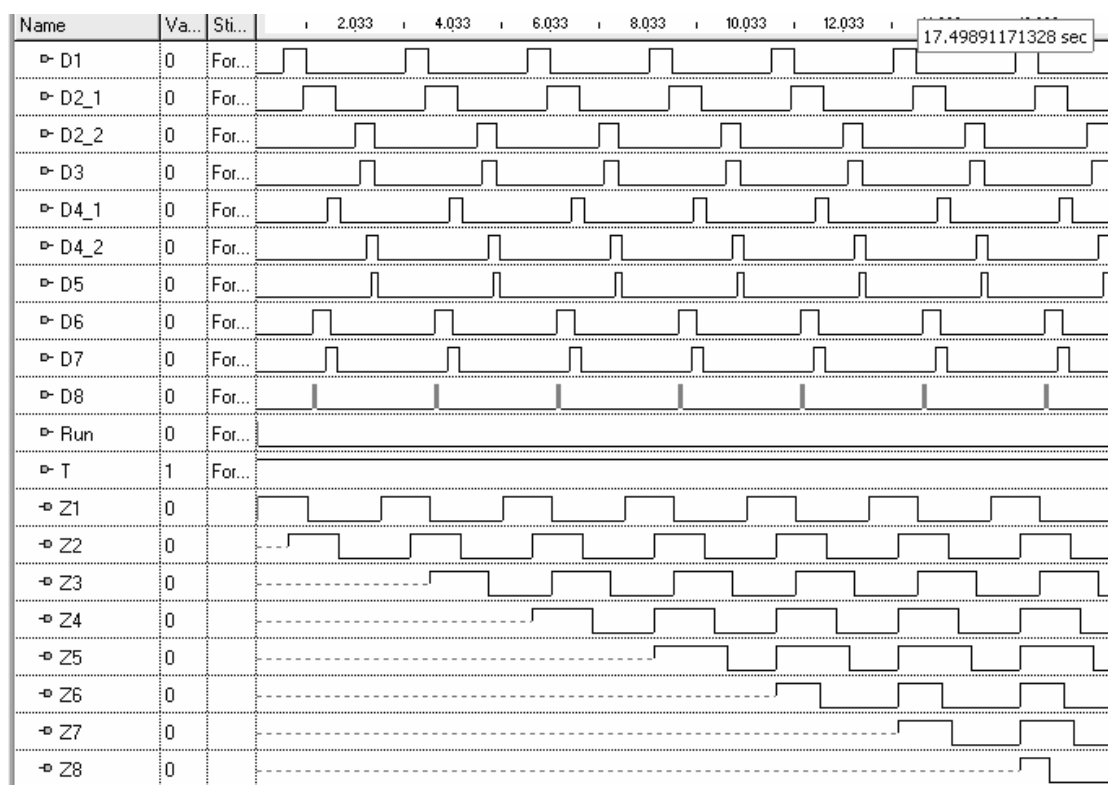 Name Va... Sti... 2.033 4.033 6.033 8.033 10.033 12.033
17.49891171328 sec
D1 0 For...
D2_1 0 For...
D2_2 0 For...
D3 0 For...
D4_1 0 For...
D4_2 0 For...
D5 0 For...
D6 0 For...
D7 0 For...
D8 0 For...
Run 0 For...
T 1 For...
Z1 0
Z2 0
Z3 0
Z4 0
Z5 0
Z6 0
Z7 0
Z8 0